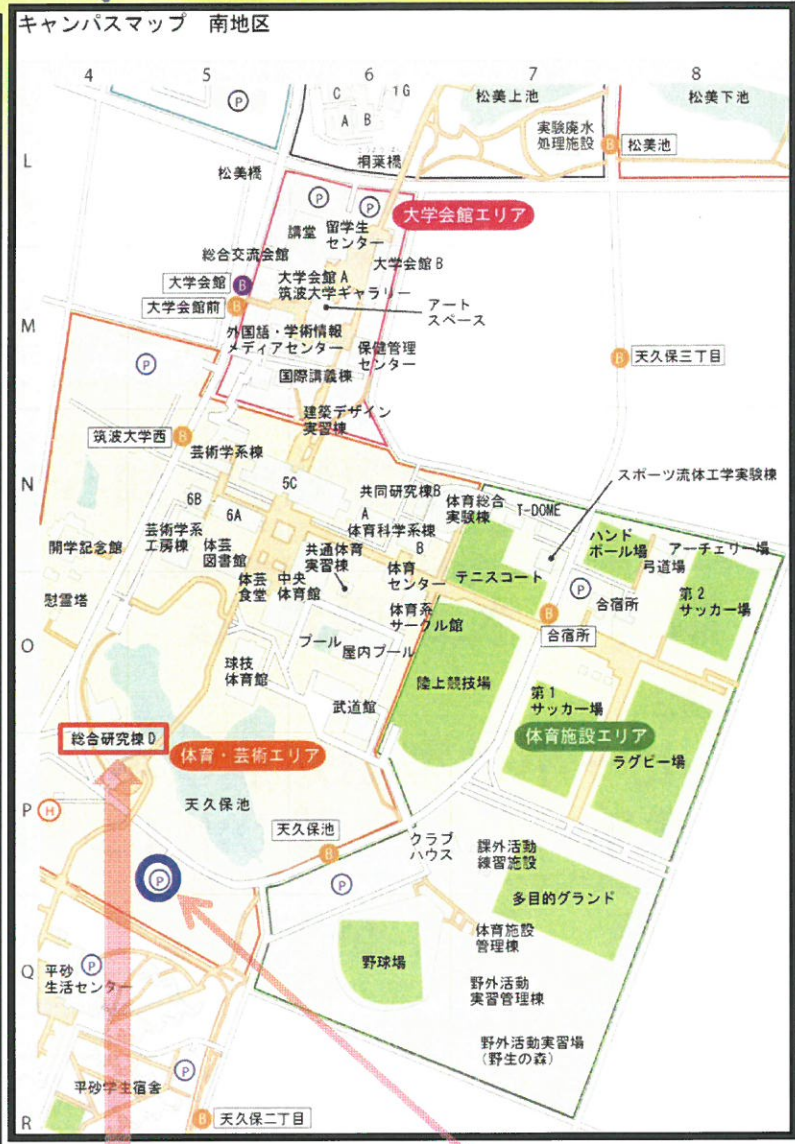 キャンパスマップ 南地区
4
5
6
7
8
L
M
N
O
P
Q
R
P
C
1G
A
B
松美上池
松美下池
実験廃水
処理施設
B
松美池
桐葉橋
松美橋
P
P
大学会館エリア
講堂
留学生
センター
総合交流会館
大学会館 B
大学会館
B
大学会館 A
筑波大学ギャラリー
大学会館前
B
アート
スペース
外国語・学術情報
メディアセンター
保健管理
センター
P
国際講義棟
B
天久保三丁目
建築デザイン
実習棟
筑波大学西
B
芸術学系棟
スポーツ流体工学実験棟
5C
共同研究棟B
6B
6A
A
体育総合
実験棟
T-DOME
芸術学系
工房棟
体育科学系棟
ハンド
ボール場
アーチェリー場
開学記念館
体芸
図書館
共通体育
実習棟
B
弓道場
体育
センター
テニスコート
P
慰霊塔
体芸
食堂
中央
体育館
合宿所
第2
サッカー場
体育系
サークル館
B
合宿所
プール
屋内プール
球技
体育館
陸上競技場
武道館
第1
サッカー場
総合研究棟 D
体育・芸術エリア
体育施設エリア
ラグビー場
H
天久保池
天久保池
B
クラブ
ハウス
課外活動
練習施設
P
P
多目的グランド
体育施設
管理棟
平砂
生活センター
P
野球場
野外活動
実習管理棟
野外活動実習場
(野生の森)
P
平砂学生宿舎
B
天久保二丁目